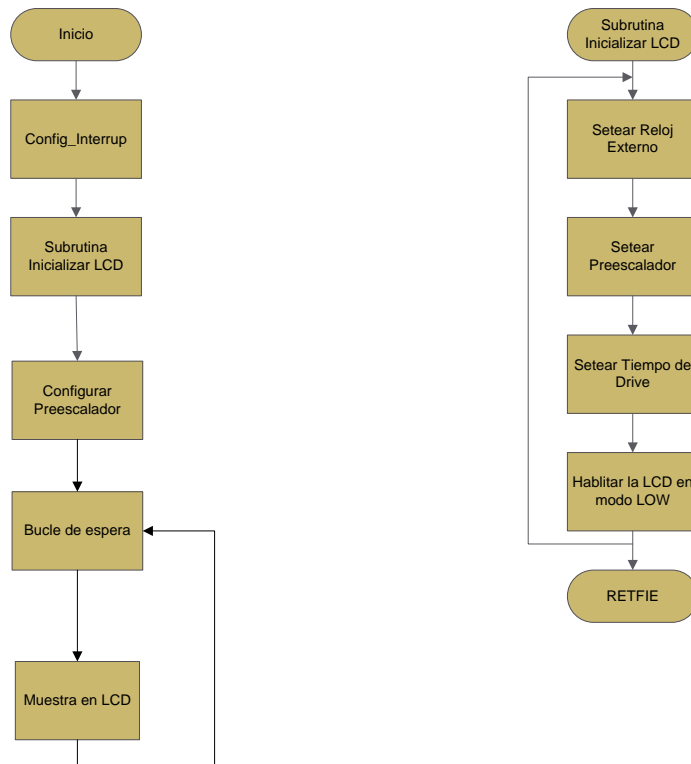 Inicio
Config_Interrup
Subrutina
Inicializar LCD
Configurar
Preescalador
Bucle de espera
Muestra en LCD
Subrutina
Inicializar LCD
Setear Reloj
Externo
Setear
Preescalador
Setear Tiempo de
Drive
Hablitar la LCD en
modo LOW
RETFIE